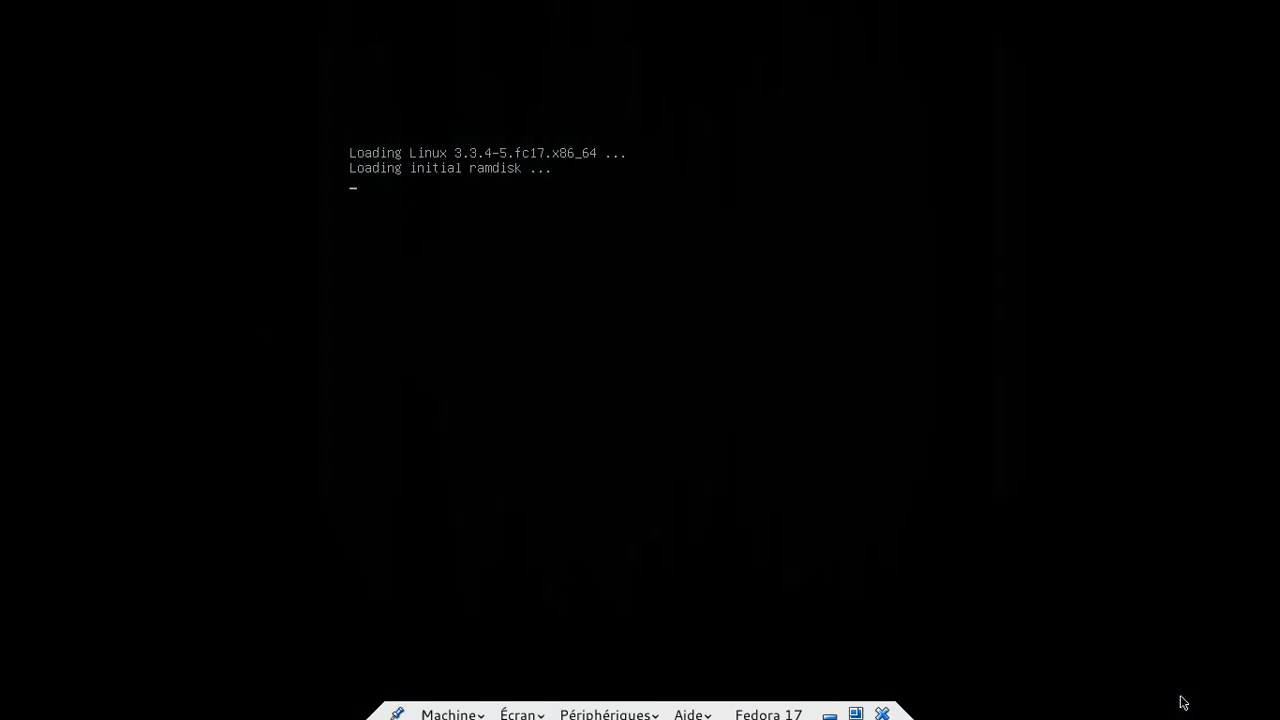 Loading Linux 3.3.4-5.fc17.x86_64 ...
Loading initial ramdisk ...
Machine Écran Périphériques Aide Fedora 17